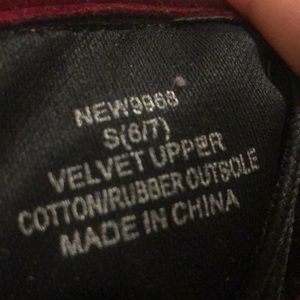 NEW9968
S(6/7)
VELVET UPPER
COTTON/RUBBER OUTSOLE
MADE IN CHINA